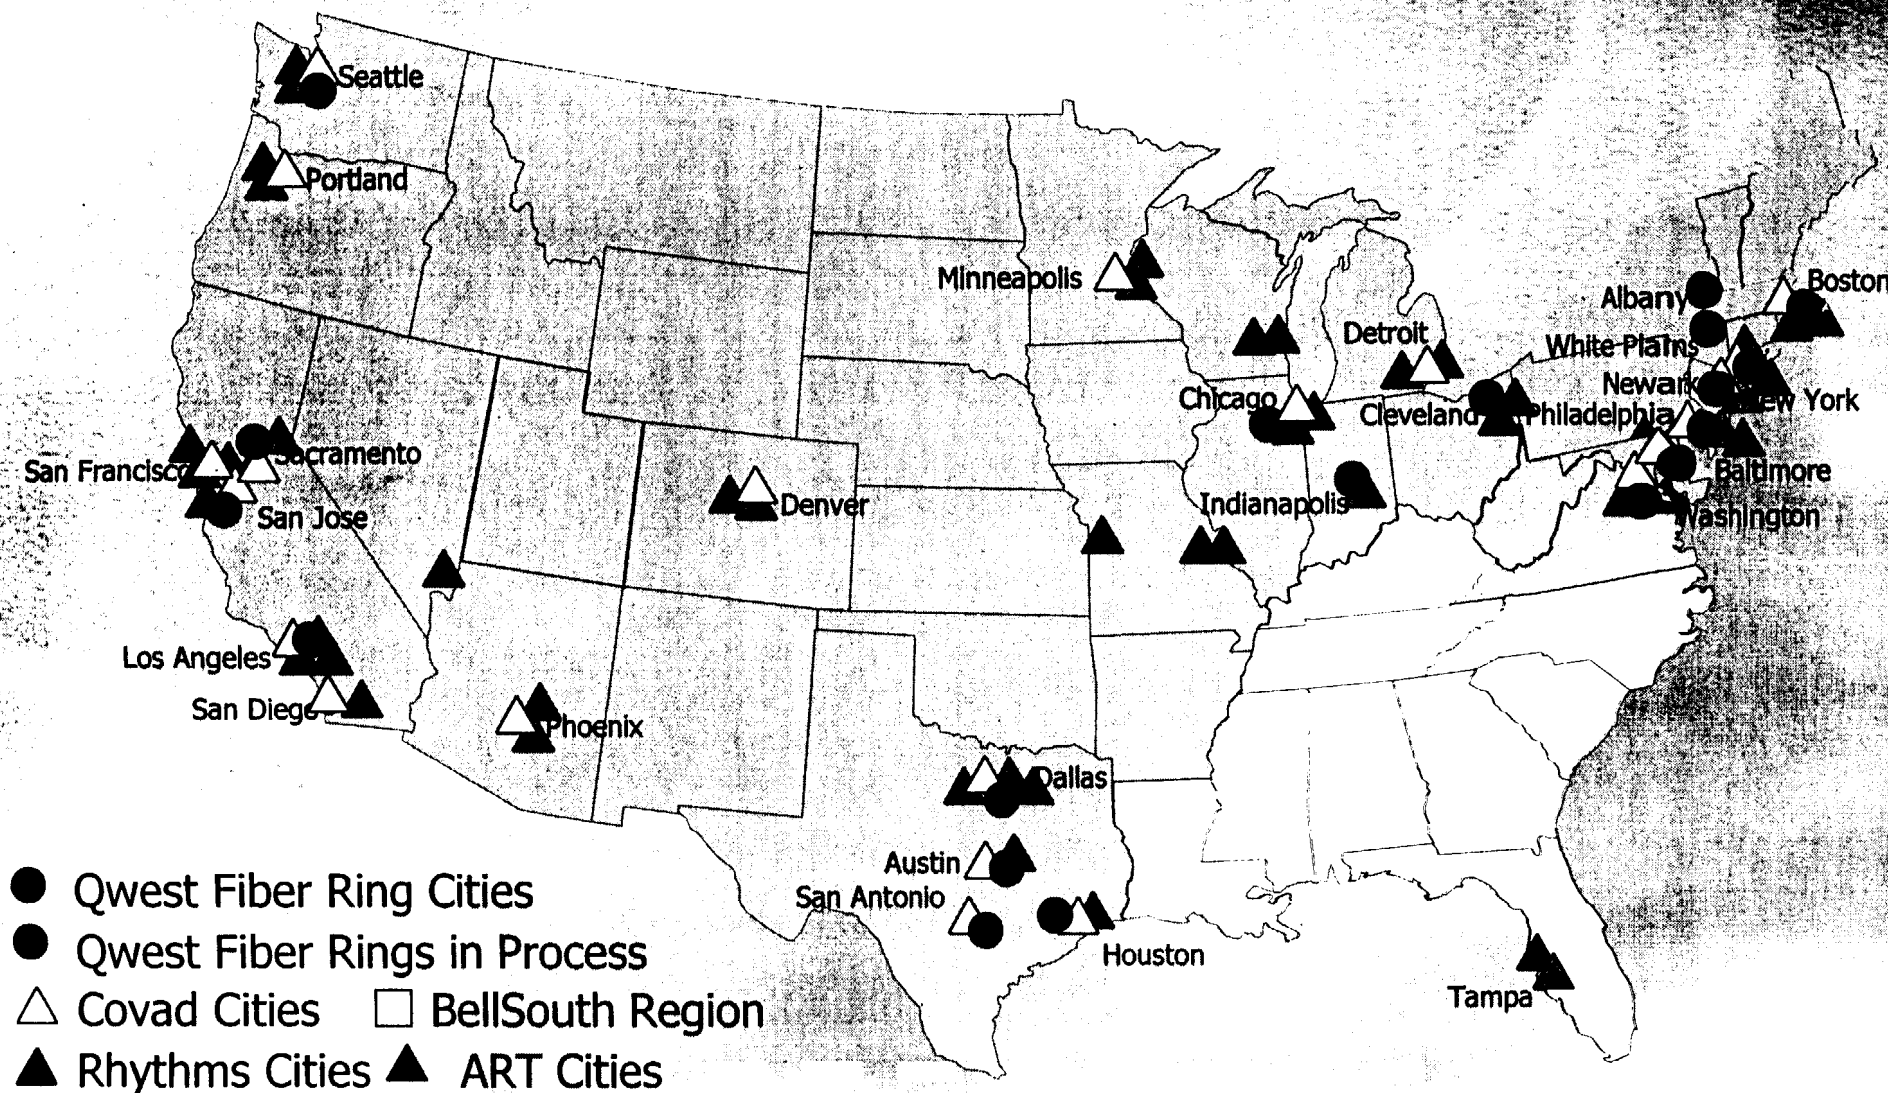 Seattle
Portland
Minneapolis
Boston
Albany
Detroit
White Plains
Newark
Chicago
Cleveland
Philadelphia
New York
Sacramento
San Francisco
Baltimore
Denver
Indianapolis
San Jose
Washington
Los Angeles
San Diego
Phoenix
Dallas
Austin
San Antonio
Houston
Tampa
Qwest Fiber Ring Cities
Qwest Fiber Rings in Process
Covad Cities BellSouth Region
Rhythms Cities ART Cities